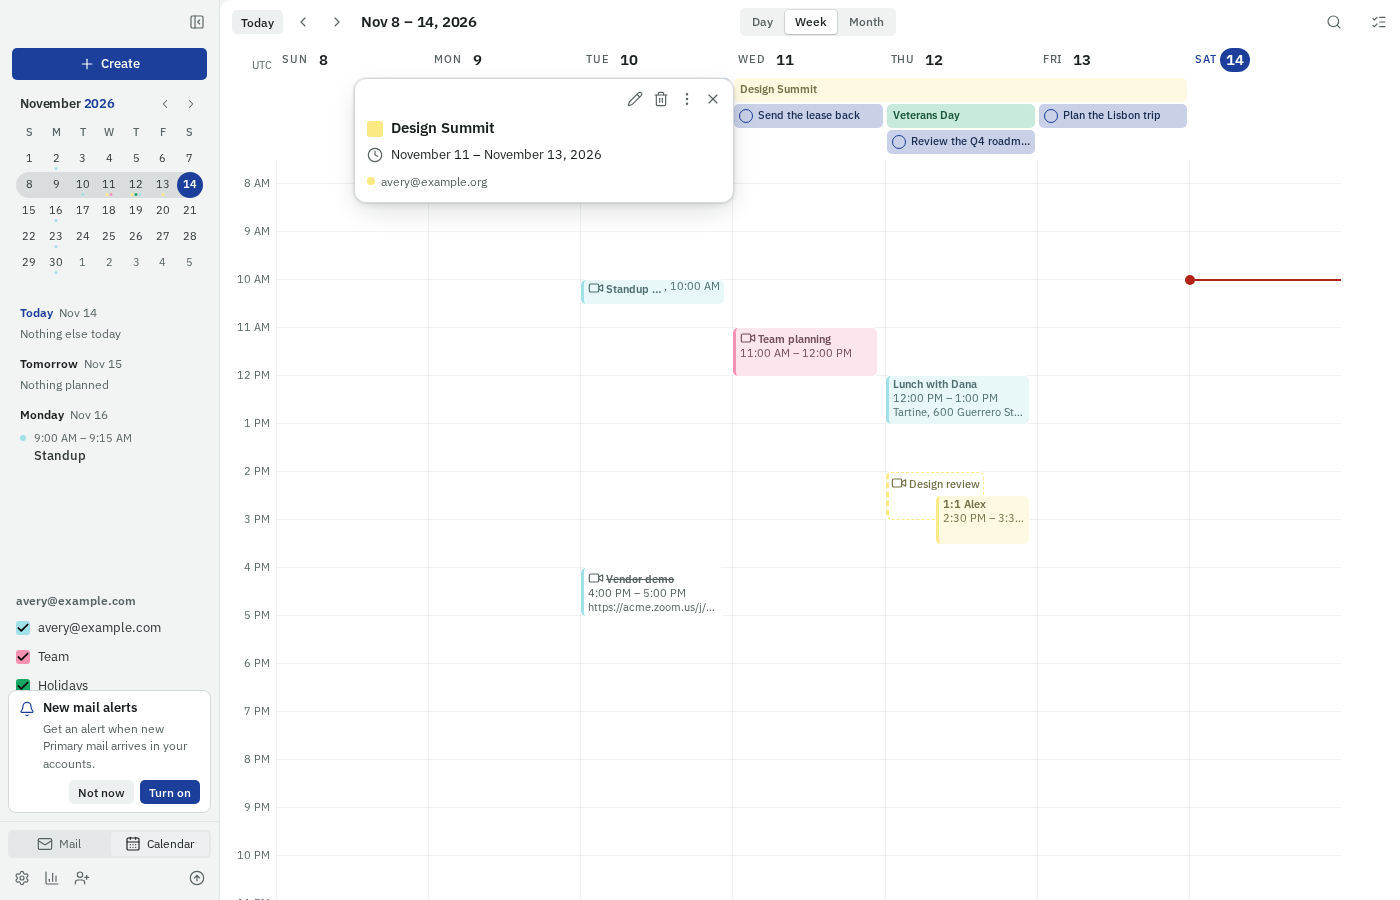 Create
November 2026
S M T W T F S
1 2 3 4 5 6 7
8 9 10 11 12 13 14
15 16 17 18 19 20 21
22 23 24 25 26 27 28
29 30 1 2 3 4 5
Today Nov 14
Nothing else today
Tomorrow Nov 15
Nothing planned
Monday Nov 16
9:00 AM – 9:15 AM
Standup
avery@example.com
avery@example.com
Team
Holidays
New mail alerts
Get an alert when new
Primary mail arrives in your
accounts.
Not now
Turn on
Mail
Calendar
Today
Nov 8 – 14, 2026
Day
Week
Month
UTC
SUN 8
MON 9
TUE 10
WED 11
THU 12
FRI 13
SAT 14
Design Summit
November 11 – November 13, 2026
avery@example.org
Design Summit
Send the lease back
Veterans Day
Plan the Lisbon trip
Review the Q4 roadm...
8 AM
9 AM
10 AM
11 AM
12 PM
1 PM
2 PM
3 PM
4 PM
5 PM
6 PM
7 PM
8 PM
9 PM
10 PM
Standup ... , 10:00 AM
Vendor demo
4:00 PM – 5:00 PM
https://acme.zoom.us/j/...
Team planning
11:00 AM – 12:00 PM
Lunch with Dana
12:00 PM – 1:00 PM
Tartine, 600 Guerrero St...
Design review
1:1 Alex
2:30 PM – 3:3...